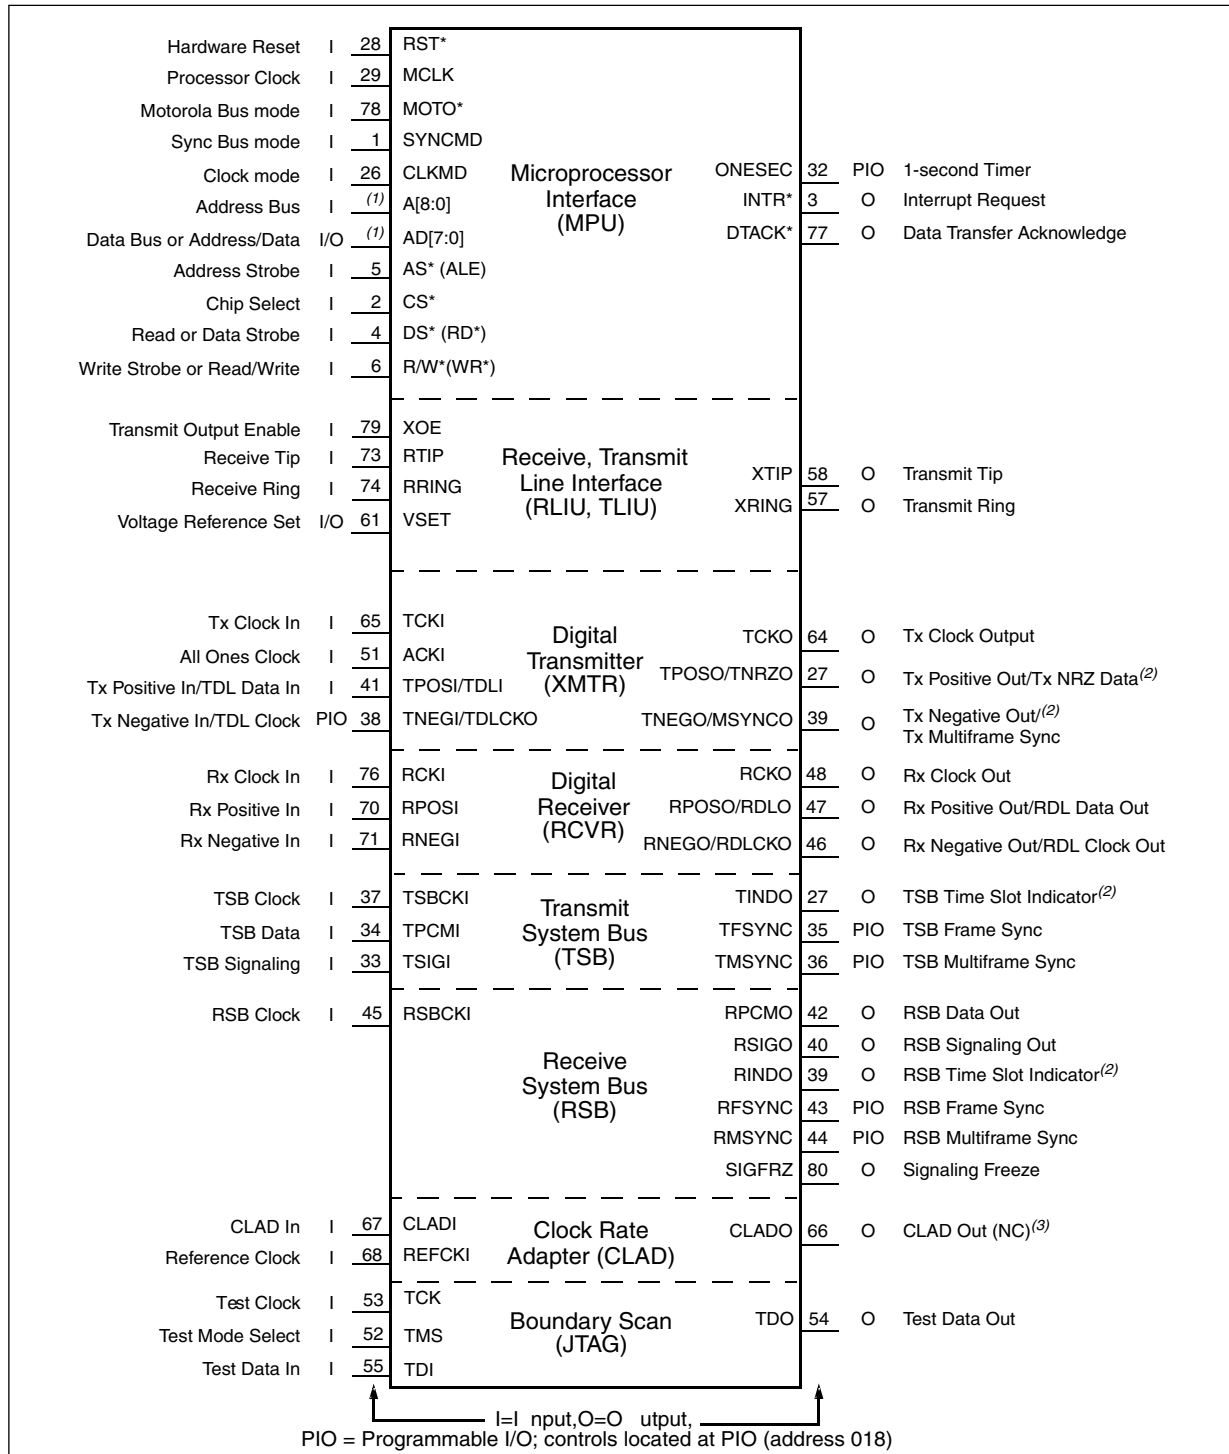 Hardware Reset I 28 RST*
Processor Clock I 29 MCLK
Motorola Bus mode I 78 MOTO*
Sync Bus mode I 1 SYNCMD
Clock mode I 26 CLKMD
Address Bus I (1) A[8:0]
Data Bus or Address/Data I/O (1) AD[7:0]
Address Strobe I 5 AS* (ALE)
Chip Select I 2 CS*
Read or Data Strobe I 4 DS* (RD*)
Write Strobe or Read/Write I 6 R/W*(WR*)
Microprocessor
Interface
(MPU)
ONESEC 32 PIO 1-second Timer
INTR* 3 O Interrupt Request
DTACK* 77 O Data Transfer Acknowledge
Transmit Output Enable I 79 XOE
Receive Tip I 73 RTIP
Receive Ring I 74 RRING
Voltage Reference Set I/O 61 VSET
Receive, Transmit
Line Interface
(RLIU, TLIU)
XTIP 58 O Transmit Tip
XRING 57 O Transmit Ring
Tx Clock In I 65 TCKI
All Ones Clock I 51 ACKI
Tx Positive In/TDL Data In I 41 TPOSI/TDLI
Tx Negative In/TDL Clock PIO 38 TNEGI/TDLCKO
Digital
Transmitter
(XMTR)
TCKO 64 O Tx Clock Output
TPOSO/TNRZO 27 O Tx Positive Out/Tx NRZ Data(2)
TNEGO/MSYNCO 39 O Tx Negative Out/(2)
Tx Multiframe Sync
Rx Clock In I 76 RCKI
Rx Positive In I 70 RPOSI
Rx Negative In I 71 RNEGI
Digital
Receiver
(RCVR)
RCKO 48 O Rx Clock Out
RPOSO/RDLO 47 O Rx Positive Out/RDL Data Out
RNEGO/RDLCKO 46 O Rx Negative Out/RDL Clock Out
TSB Clock I 37 TSBCKI
TSB Data I 34 TPCMI
TSB Signaling I 33 TSIGI
Transmit
System Bus
(TSB)
TINDO 27 O TSB Time Slot Indicator(2)
TFSYNC 35 PIO TSB Frame Sync
TMSYNC 36 PIO TSB Multiframe Sync
RSB Clock I 45 RSBCKI
Receive
System Bus
(RSB)
RPCMO 42 O RSB Data Out
RSIGO 40 O RSB Signaling Out
RINDO 39 O RSB Time Slot Indicator(2)
RFSYNC 43 PIO RSB Frame Sync
RMSYNC 44 PIO RSB Multiframe Sync
SIGFRZ 80 O Signaling Freeze
CLAD In I 67 CLADI
Reference Clock I 68 REFCKI
Clock Rate
Adapter (CLAD)
CLADO 66 O CLAD Out (NC)(3)
Test Clock I 53 TCK
Test Mode Select I 52 TMS
Test Data In I 55 TDI
Boundary Scan
(JTAG)
TDO 54 O Test Data Out
I=I nput,O=O utput,
PIO = Programmable I/O; controls located at PIO (address 018)